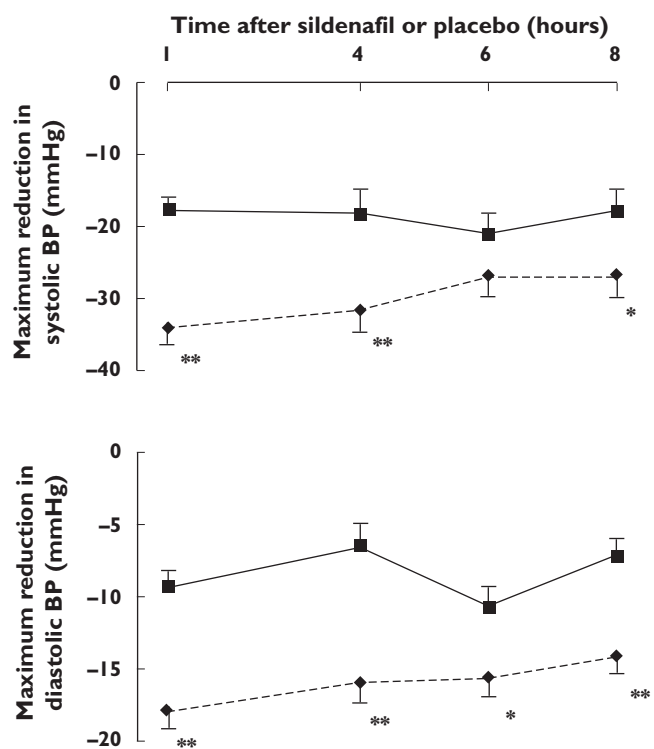 Time after sildenafil or placebo (hours)
1 4 6 8
0
–10
–20
–30
–40
Maximum reduction in
systolic BP (mmHg)
** ** *
0
–5
–10
–15
–20
Maximum reduction in
diastolic BP (mmHg)
** ** * **